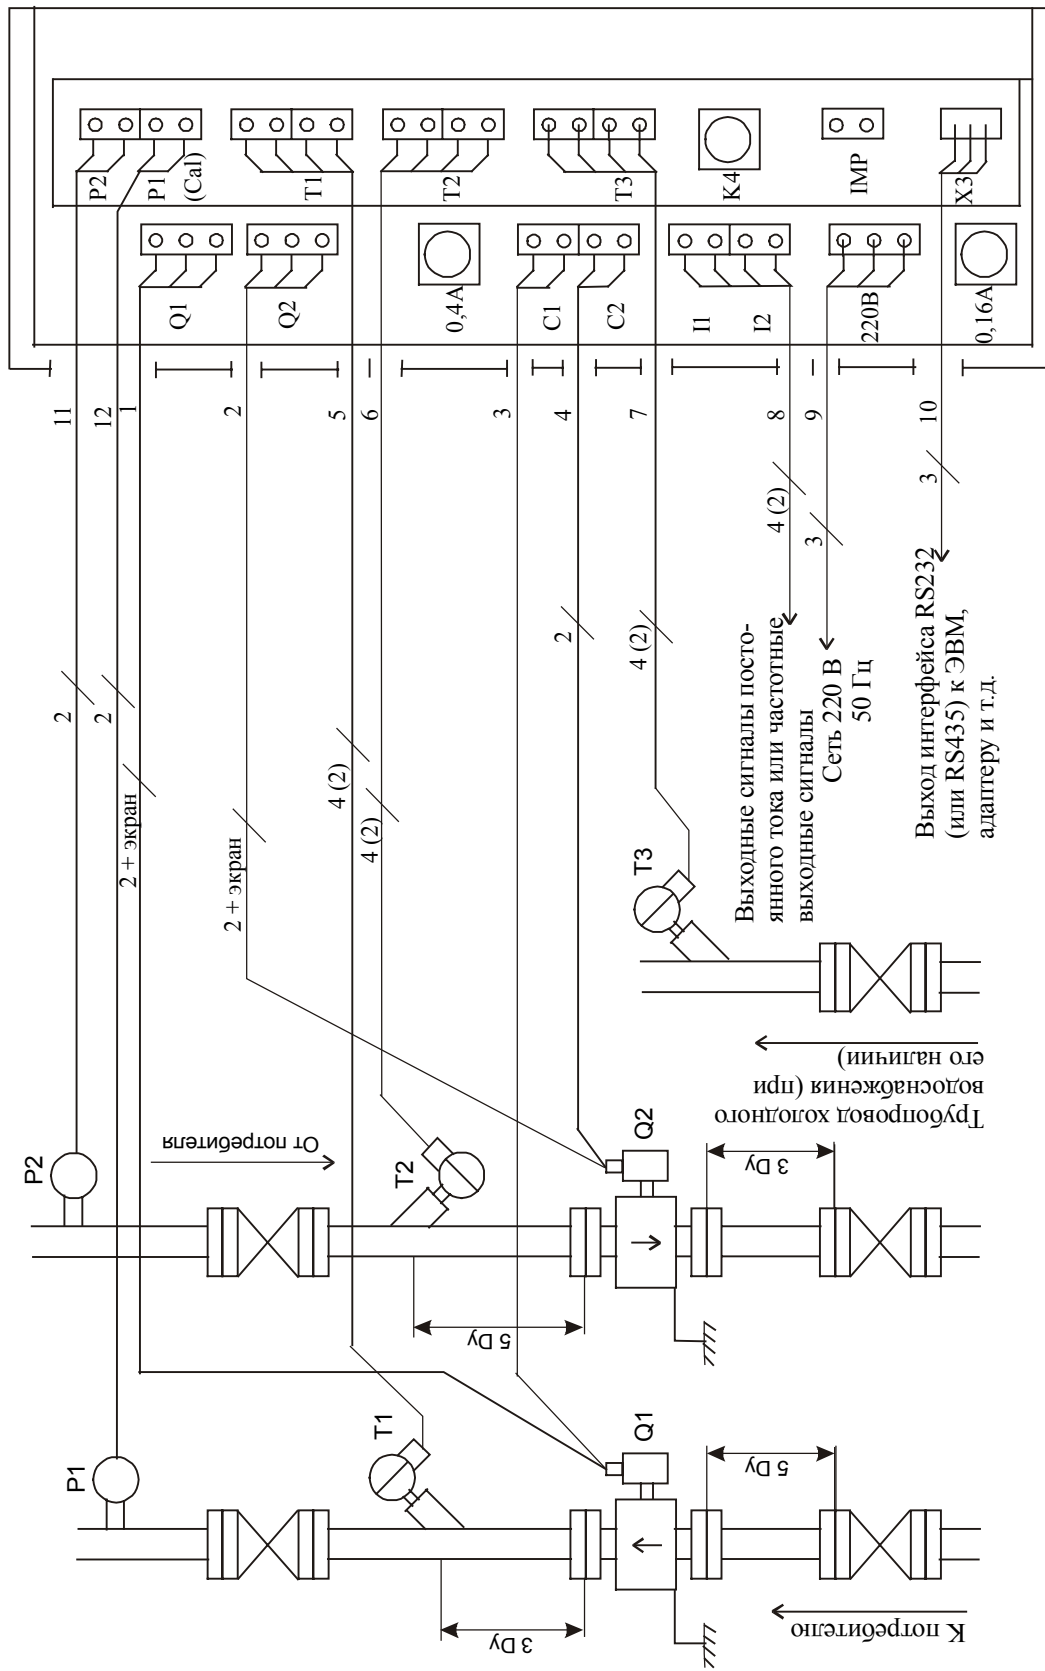 P2
P1
(Cal)
T1
T2
T3
K4
IMP
X3
Q1
Q2
0,4А
C1
C2
I1
I2
220В
0,16А
11
12
1
2
5
6
3
4
7
8
9
10
2
2
2 + экран
2 + экран
4 (2)
4 (2)
2
4 (2)
4 (2)
3
3
Выходные сигналы посто-
янного тока или частотные
выходные сигналы
Сеть 220 В
50 Гц
Выход интерфейса RS232
(или RS435) к ЭВМ,
адаптеру и т.д.
P2
От потребителя
T2
Q2
5 Dy
3 Dy
T3
Трубопровод холодного
водоснабжения (при
его наличии)
P1
T1
Q1
3 Dy
5 Dy
К потребителю